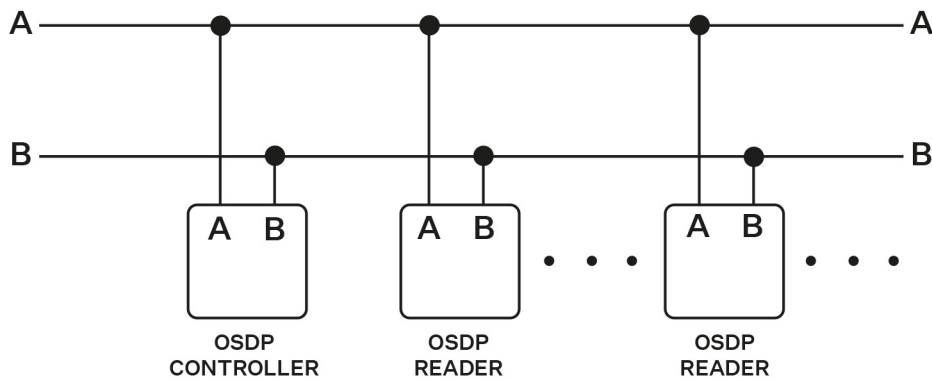 A A
B B
A B A B A B
OSDP CONTROLLER
OSDP READER
OSDP READER